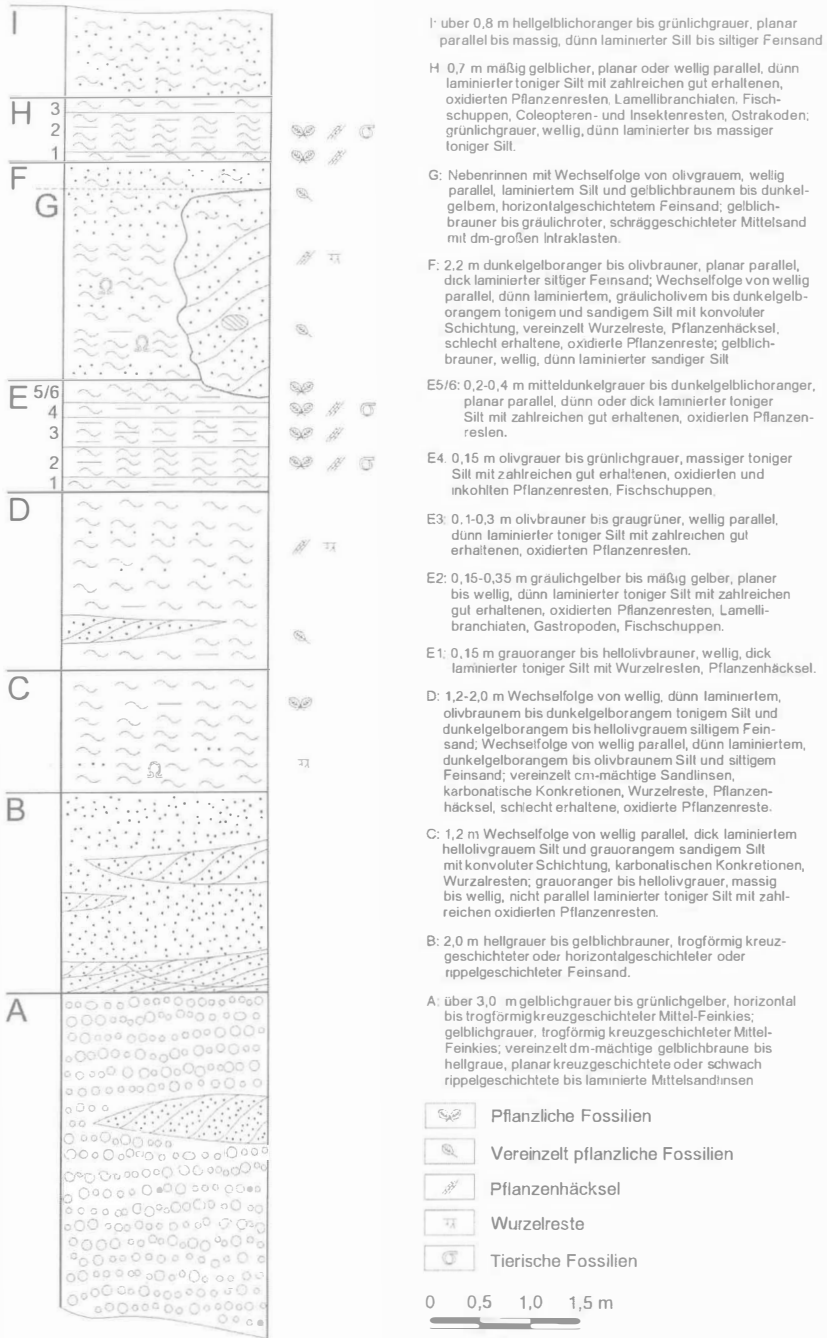 I
H
3
2
1
F
G
E
5/6
4
3
2
1
D
C
B
A
I· uber 0,8 m hellgelblichoranger bis grünlichgrauer, planar
parallel bis massig, dünn laminierter Sill bis siltiger Feinsand
H 0,7 m mäßig gelblicher, planar oder wellig parallel, dünn
laminierter toniger Silt mit zahlreichen gut erhaltenen,
oxidierten Pflanzenresten, Lamellibranchiaten, Fisch-
schuppen, Coleopteren- und Insektenresten, Ostrakoden;
grünlichgrauer, wellig, dünn laminierter bis massiger
toniger Silt.
G: Nebenrinnen mit Wechselfolge von olivgrauem, wellig
parallel, laminiertem Silt und gelblichbraunem bis dunkel-
gelbem, horizontalgeschichtetem Feinsand; gelblich-
brauner bis gräulichroter, schräggeschichteter Mittelsand
mit dm-großen Intraklasten.
F: 2,2 m dunkelgelboranger bis olivbrauner, planar parallel,
dick laminierter siltiger Feinsand; Wechselfolge von wellig
parallel, dünn laminiertem, gräulicholivem bis dunkelgelb-
orangem tonigem und sandigem Silt mit konvoluter
Schichtung, vereinzelt Wurzelreste, Pflanzenhäcksel,
schlecht erhaltene, oxidierte Pflanzenreste; gelblich-
brauner, wellig, dünn laminierter sandiger Silt
E5/6: 0,2-0,4 m mitteldunkelgrauer bis dunkelgelblichoranger,
planar parallel, dünn oder dick laminierter toniger
Silt mit zahlreichen gut erhaltenen, oxidierlen Pflanzen-
reslen.
E4. 0,15 m olivgrauer bis grünlichgrauer, massiger toniger
Silt mit zahlreichen gut erhaltenen, oxidierten und
inkohlten Pflanzenresten, Fischschuppen.
E3: 0,1-0,3 m olivbrauner bis graugrüner, wellig parallel,
dünn laminierter toniger Silt mit zahlreichen gut
erhaltenen, oxidierten Pflanzenresten.
E2: 0,15-0,35 m gräulichgelber bis mäßig gelber, planer
bis wellig, dünn laminierter toniger Silt mit zahlreichen
gut erhaltenen, oxidierten Pflanzenresten, Lamelli-
branchiaten, Gastropoden, Fischschuppen.
E1: 0,15 m grauoranger bis hellolivbrauner, wellig, dick
laminierter toniger Silt mit Wurzelresten, Pflanzenhäcksel.
D: 1,2-2,0 m Wechselfolge von wellig, dünn laminiertem,
olivbraunem bis dunkelgelborangem tonigem Silt und
dunkelgelborangem bis hellolivgrauem siltigem Fein-
sand; Wechselfolge von wellig parallel, dünn laminiertem,
dunkelgelborangem bis olivbraunem Silt und siltigem
Feinsand; vereinzelt cm-mächtige Sandlinsen,
karbonatische Konkretionen, Wurzelreste, Pflanzen-
häcksel, schlecht erhaltene, oxidierte Pflanzenreste.
C: 1,2 m Wechselfolge von wellig parallel, dick laminiertem
hellolivgrauem Silt und grauorangem sandigem Silt
mit konvoluter Schichtung, karbonatischen Konkretionen,
Wurzalresten; grauoranger bis hellolivgrauer, massig
bis wellig, nicht parallel laminierter toniger Silt mit zahl-
reichen oxidierten Pflanzenresten.
B: 2,0 m hellgrauer bis gelblichbrauner, trogförmig kreuz-
geschichteter oder horizontalgeschichteter oder
rippelgeschichteter Feinsand.
A: über 3,0 m gelblichgrauer bis grünlichgelber, horizontal
bis trogförmigkreuzgeschichteter Mittel-Feinkies;
gelblichgrauer, trogförmig kreuzgeschichteter Mittel-
Feinkies; vereinzelt dm-mächtige gelblichbraune bis
hellgraue, planar kreuzgeschichtete oder schwach
rippelgeschichtete bis laminierte Mittelsandlinsen
Pflanzliche Fossilien
Vereinzelt pflanzliche Fossilien
Pflanzenhäcksel
Wurzelreste
Tierische Fossilien
0 0,5 1,0 1,5 m